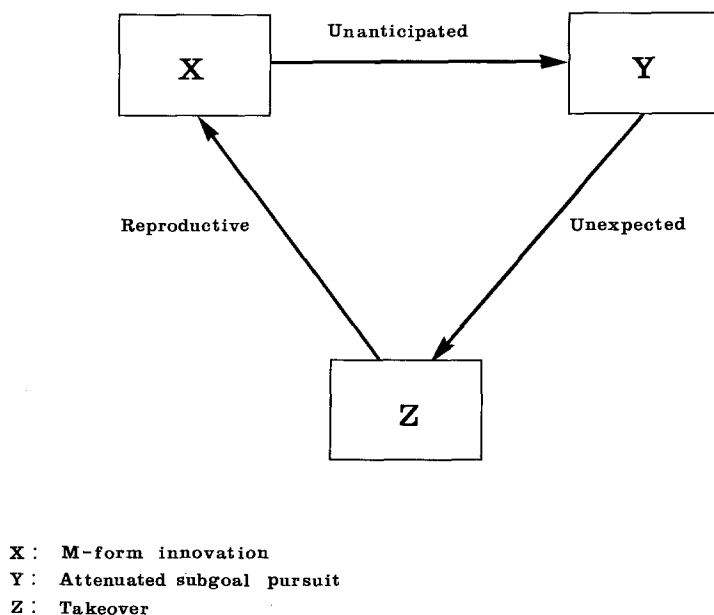 Unanticipated
X
Y
Reproductive
Unexpected
Z
X : M-form innovation
Y : Attenuated subgoal pursuit
Z : Takeover